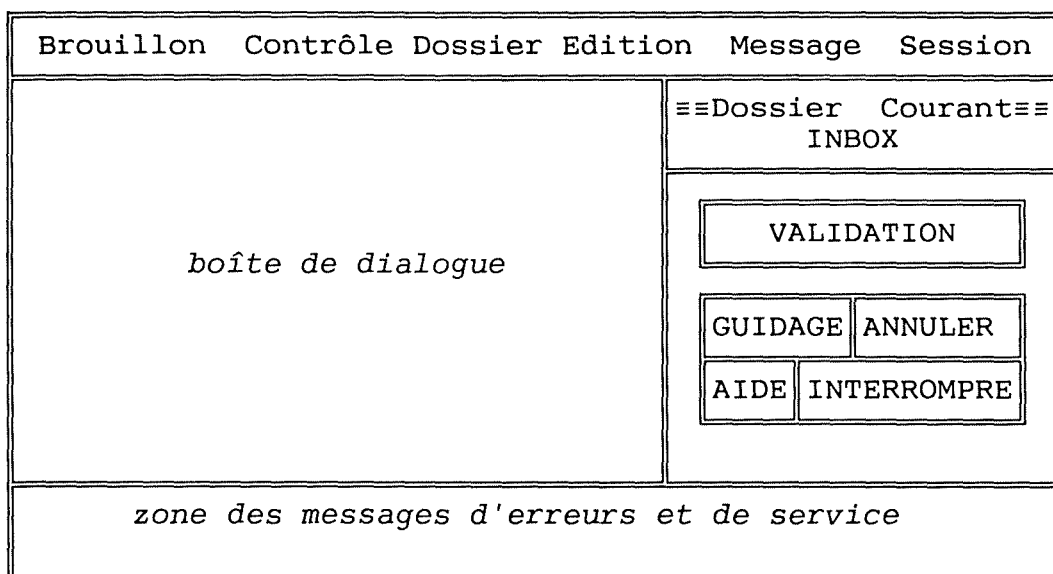 Brouillon Contrôle Dossier Edition Message Session
≡≡Dossier Courant≡≡
INBOX
boîte de dialogue
VALIDATION
GUIDAGE ANNULER
AIDE INTERROMPRE
zone des messages d'erreurs et de service